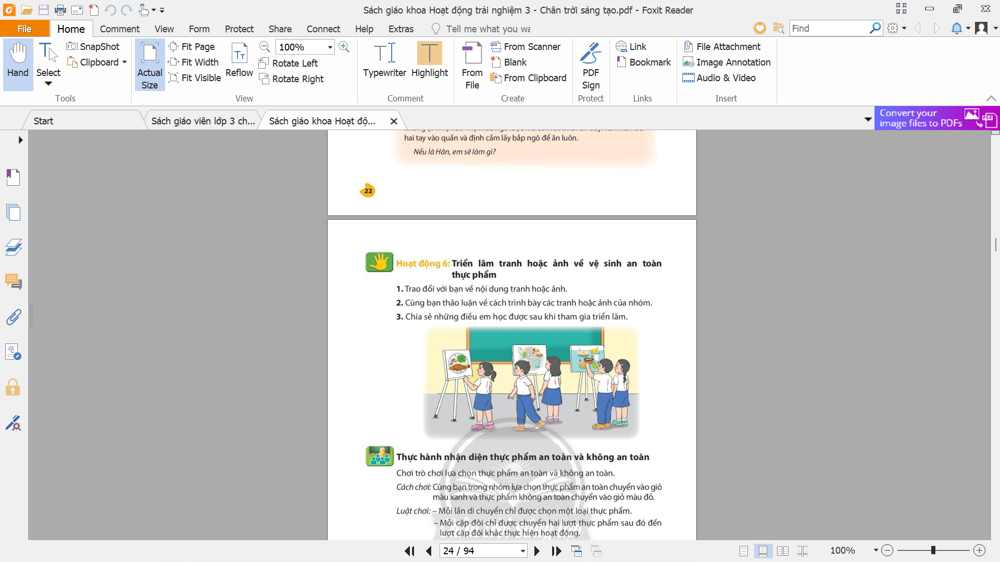 Sách giáo khoa Hoạt động trải nghiệm 3 - Chân trời sáng tạo.pdf - Foxit Reader
File Home Comment View Form Protect Share Connect Help Extras Tell me what you wa
Find
Hand
Select
SnapShot
Clipboard
Tools
Actual Size
Fit Page
Fit Width
Fit Visible
Reflow
100%
Rotate Left
Rotate Right
View
Typewriter
Highlight
Comment
From File
From Scanner
Blank
From Clipboard
Create
PDF Sign
Protect
Link
Bookmark
Links
File Attachment
Image Annotation
Audio & Video
Insert
Start
Sách giáo viên lớp 3 ch...
Sách giáo khoa Hoạt độ...
Convert your
image files to PDFs
hai tay vào quần và định cầm lấy bắp ngô để ăn luôn.
Nếu là Hân, em sẽ làm gì?
22
Hoạt động 6: Triển lãm tranh hoặc ảnh về vệ sinh an toàn
thực phẩm
1. Trao đổi với bạn về nội dung tranh hoặc ảnh.
2. Cùng bạn thảo luận về cách trình bày các tranh hoặc ảnh của nhóm.
3. Chia sẻ những điều em học được sau khi tham gia triển lãm.
Thực hành nhận diện thực phẩm an toàn và không an toàn
Chơi trò chơi lựa chọn thực phẩm an toàn và không an toàn.
Cách chơi: Cùng bạn trong nhóm lựa chọn thực phẩm an toàn chuyển vào giỏ
màu xanh và thực phẩm không an toàn chuyển vào giỏ màu đỏ.
Luật chơi: – Mỗi lần di chuyển chỉ được chọn một loại thực phẩm.
– Mỗi cặp đôi chỉ được chuyển hai lượt thực phẩm sau đó đến
lượt cặp đôi khác thực hiện hoạt động.
24 / 94
100%